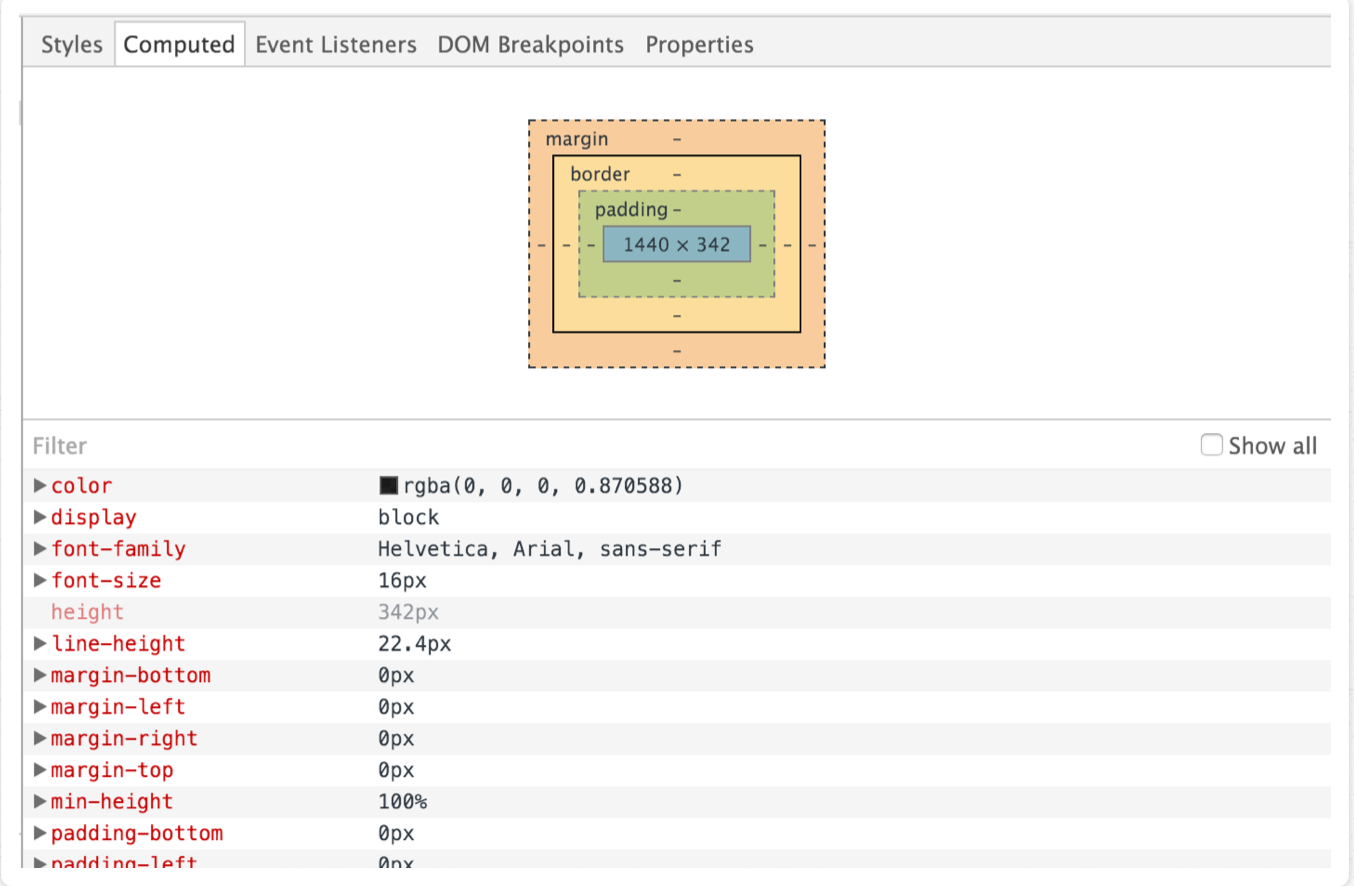 Styles Computed Event Listeners DOM Breakpoints Properties
margin –
border –
padding –
– – – 1440 × 342 – – –
–
–
–
Filter Show all
color rgba(0, 0, 0, 0.870588)
display block
font-family Helvetica, Arial, sans-serif
font-size 16px
height 342px
line-height 22.4px
margin-bottom 0px
margin-left 0px
margin-right 0px
margin-top 0px
min-height 100%
padding-bottom 0px
padding-left 0px